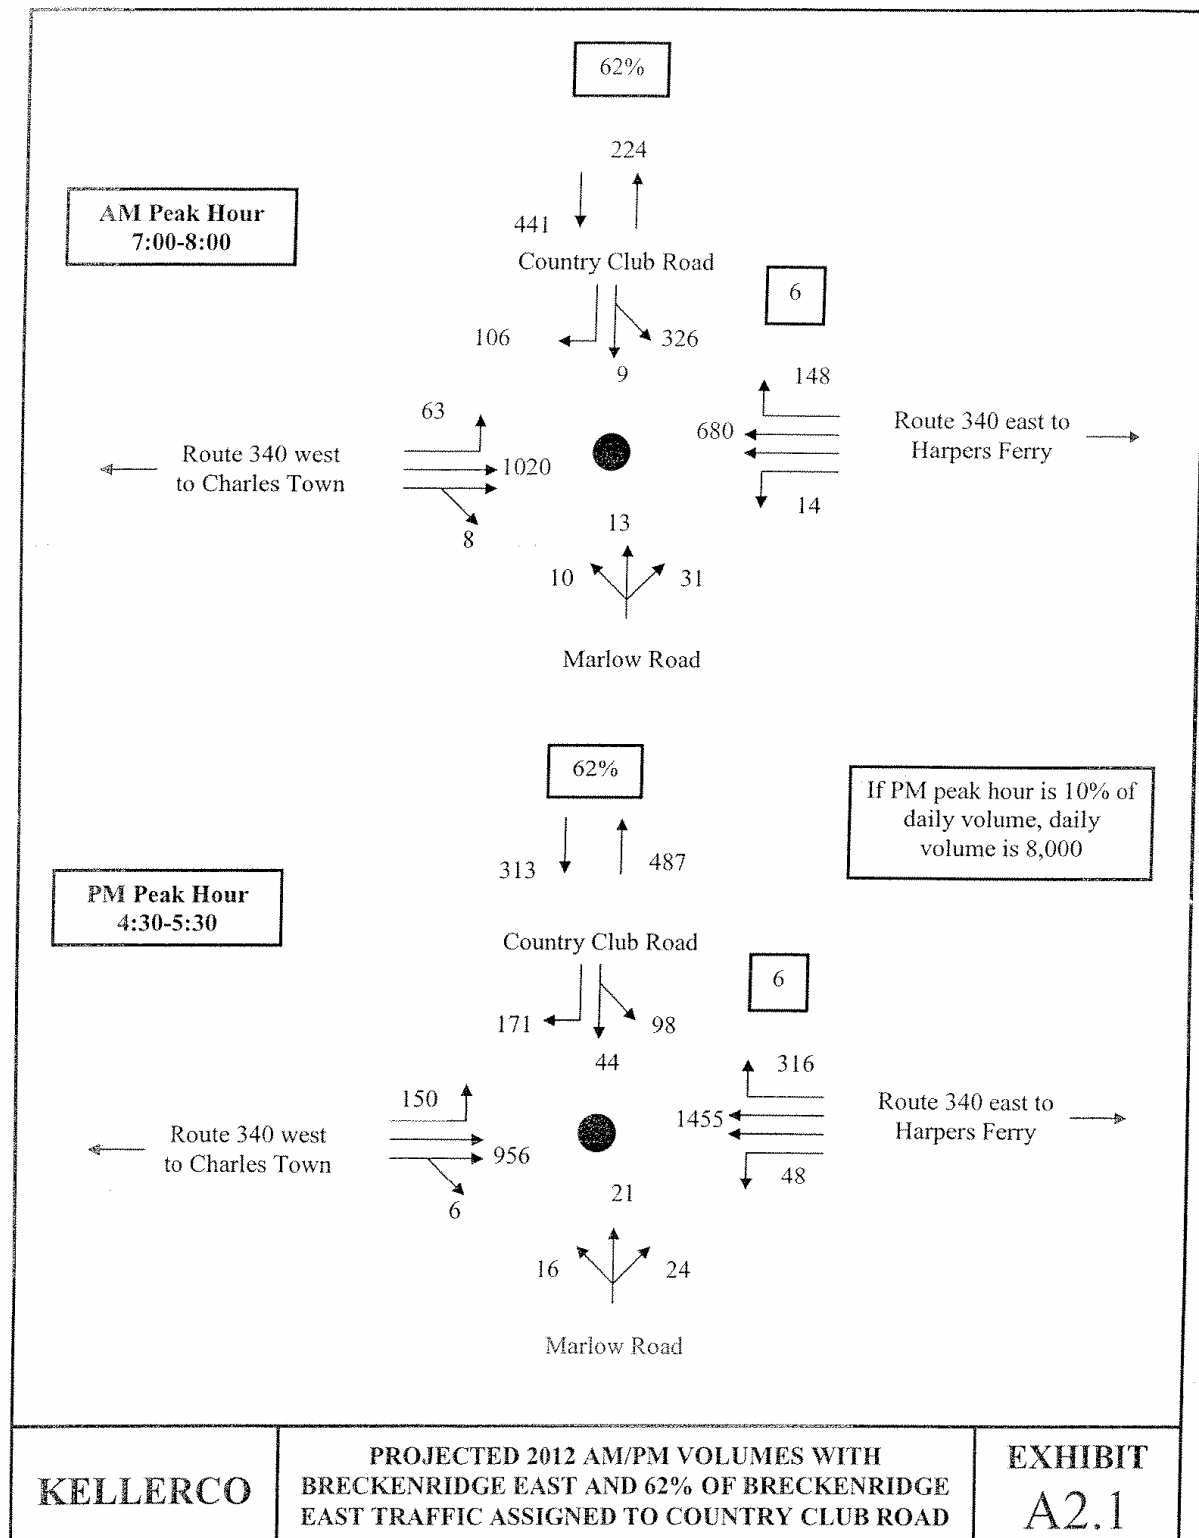 62%
224
AM Peak Hour
7:00-8:00
441
Country Club Road
6
106
326
9
148
63
680
Route 340 east to
Harpers Ferry
Route 340 west
to Charles Town
1020
14
8
13
10
31
Marlow Road
62%
If PM peak hour is 10% of
daily volume, daily
volume is 8,000
313
487
PM Peak Hour
4:30-5:30
Country Club Road
6
171
98
44
316
150
1455
Route 340 east to
Harpers Ferry
Route 340 west
to Charles Town
956
48
6
21
16
24
Marlow Road
KELLERCO
PROJECTED 2012 AM/PM VOLUMES WITH
BRECKENRIDGE EAST AND 62% OF BRECKENRIDGE
EAST TRAFFIC ASSIGNED TO COUNTRY CLUB ROAD
EXHIBIT
A2.1